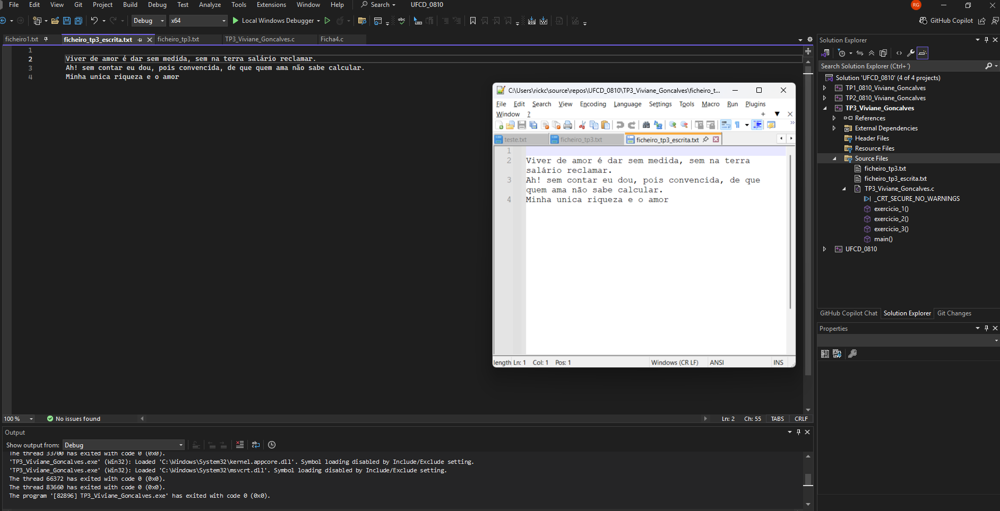 File Edit View Git Project Build Debug Test Analyze Tools Extensions Window Help Search UFCD_0810 RG
Debug x64 Local Windows Debugger GitHub Copilot
ficheiro1.txt ficheiro_tp3_escrita.txt ficheiro_tp3.txt TP3_Viviane_Goncalves.c Ficha4.c
1
2 Viver de amor é dar sem medida, sem na terra salário reclamar.
3 Ah! sem contar eu dou, pois convencida, de que quem ama não sabe calcular.
4 Minha unica riqueza e o amor
C:\Users\rickc\source\repos\UFCD_0810\TP3_Viviane_Goncalves\ficheiro_t...
File Edit Search View Encoding Language Settings Tools Macro Run Plugins
Window ?
teste.txt ficheiro_tp3.txt ficheiro_tp3_escrita.txt
1
2 Viver de amor é dar sem medida, sem na terra
salário reclamar.
3 Ah! sem contar eu dou, pois convencida, de que
quem ama não sabe calcular.
4 Minha unica riqueza e o amor
length Ln: 1 Col: 1 Pos: 1 Windows (CR LF) ANSI INS
100 % No issues found Ln: 2 Ch: 55 TABS CRLF
Output
Show output from: Debug
The thread 33700 has exited with code 0 (0x0).
'TP3_Viviane_Goncalves.exe' (Win32): Loaded 'C:\Windows\System32\kernel.appcore.dll'. Symbol loading disabled by Include/Exclude setting.
'TP3_Viviane_Goncalves.exe' (Win32): Loaded 'C:\Windows\System32\msvcrt.dll'. Symbol loading disabled by Include/Exclude setting.
The thread 66372 has exited with code 0 (0x0).
The thread 83660 has exited with code 0 (0x0).
The program '[82896] TP3_Viviane_Goncalves.exe' has exited with code 0 (0x0).
Solution Explorer
Search Solution Explorer (Ctrl+´)
Solution 'UFCD_0810' (4 of 4 projects)
TP1_0810_Viviane_Goncalves
TP2_0810_Viviane_Goncalves
TP3_Viviane_Goncalves
References
External Dependencies
Header Files
Resource Files
Source Files
ficheiro_tp3.txt
ficheiro_tp3_escrita.txt
TP3_Viviane_Goncalves.c
_CRT_SECURE_NO_WARNINGS
exercicio_1()
exercicio_2()
exercicio_3()
main()
UFCD_0810
GitHub Copilot Chat Solution Explorer Git Changes
Properties